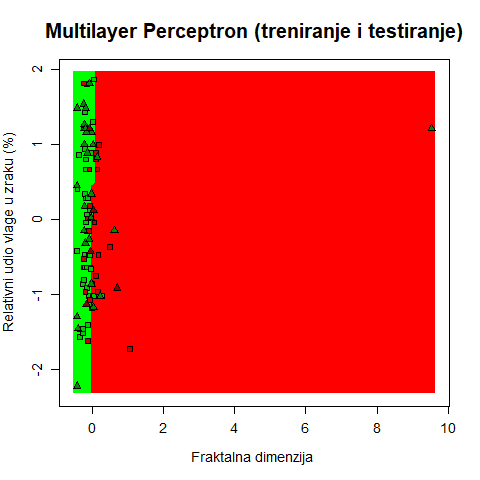 Multilayer Perceptron (treniranje i testiranje)
Relativni udio vlage u zraku (%)
2
1
0
-1
-2
0 2 4 6 8 10
Fraktalna dimenzija